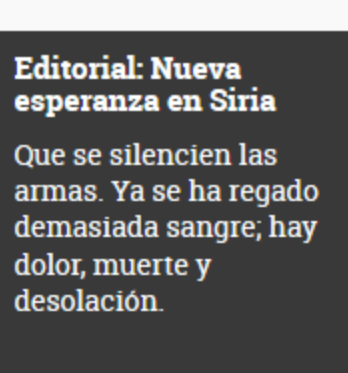 Editorial: Nueva
esperanza en Siria
Que se silencien las
armas. Ya se ha regado
demasiada sangre; hay
dolor, muerte y
desolación.